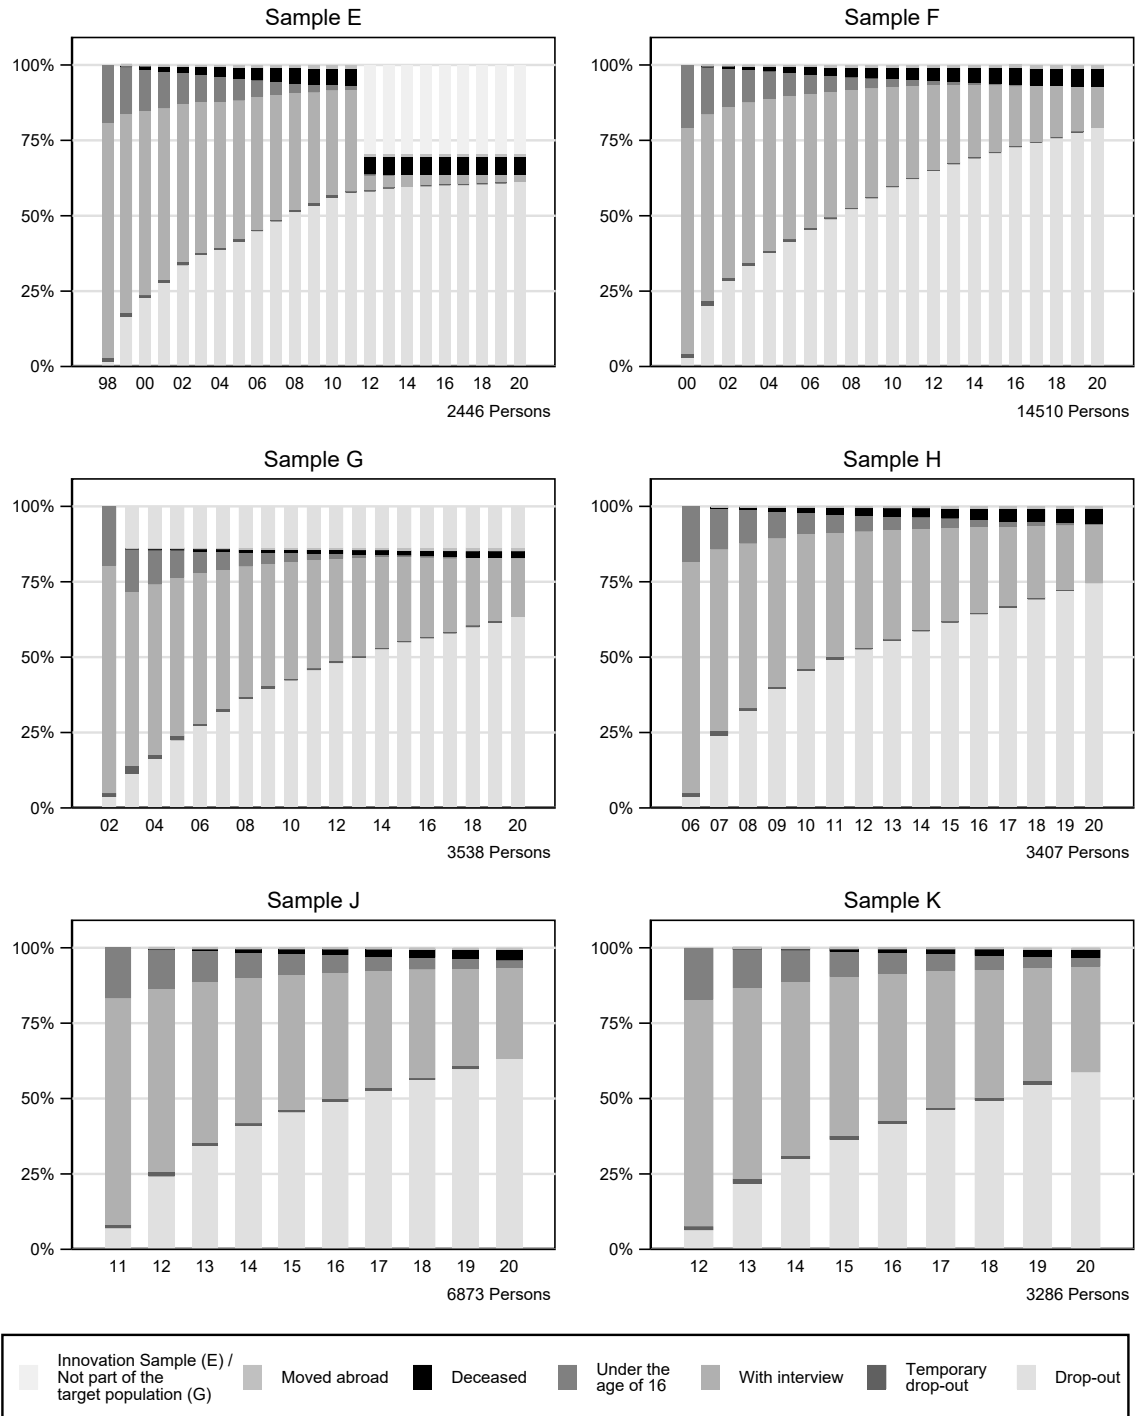 Sample E
100%
75%
50%
25%
0%
98 00 02 04 06 08 10 12 14 16 18 20
2446 Persons
Sample F
100%
75%
50%
25%
0%
00 02 04 06 08 10 12 14 16 18 20
14510 Persons
Sample G
100%
75%
50%
25%
0%
02 04 06 08 10 12 14 16 18 20
3538 Persons
Sample H
100%
75%
50%
25%
0%
06 07 08 09 10 11 12 13 14 15 16 17 18 19 20
3407 Persons
Sample J
100%
75%
50%
25%
0%
11 12 13 14 15 16 17 18 19 20
6873 Persons
Sample K
100%
75%
50%
25%
0%
12 13 14 15 16 17 18 19 20
3286 Persons
Innovation Sample (E) /
Not part of the
target population (G)
Moved abroad
Deceased
Under the
age of 16
With interview
Temporary
drop-out
Drop-out